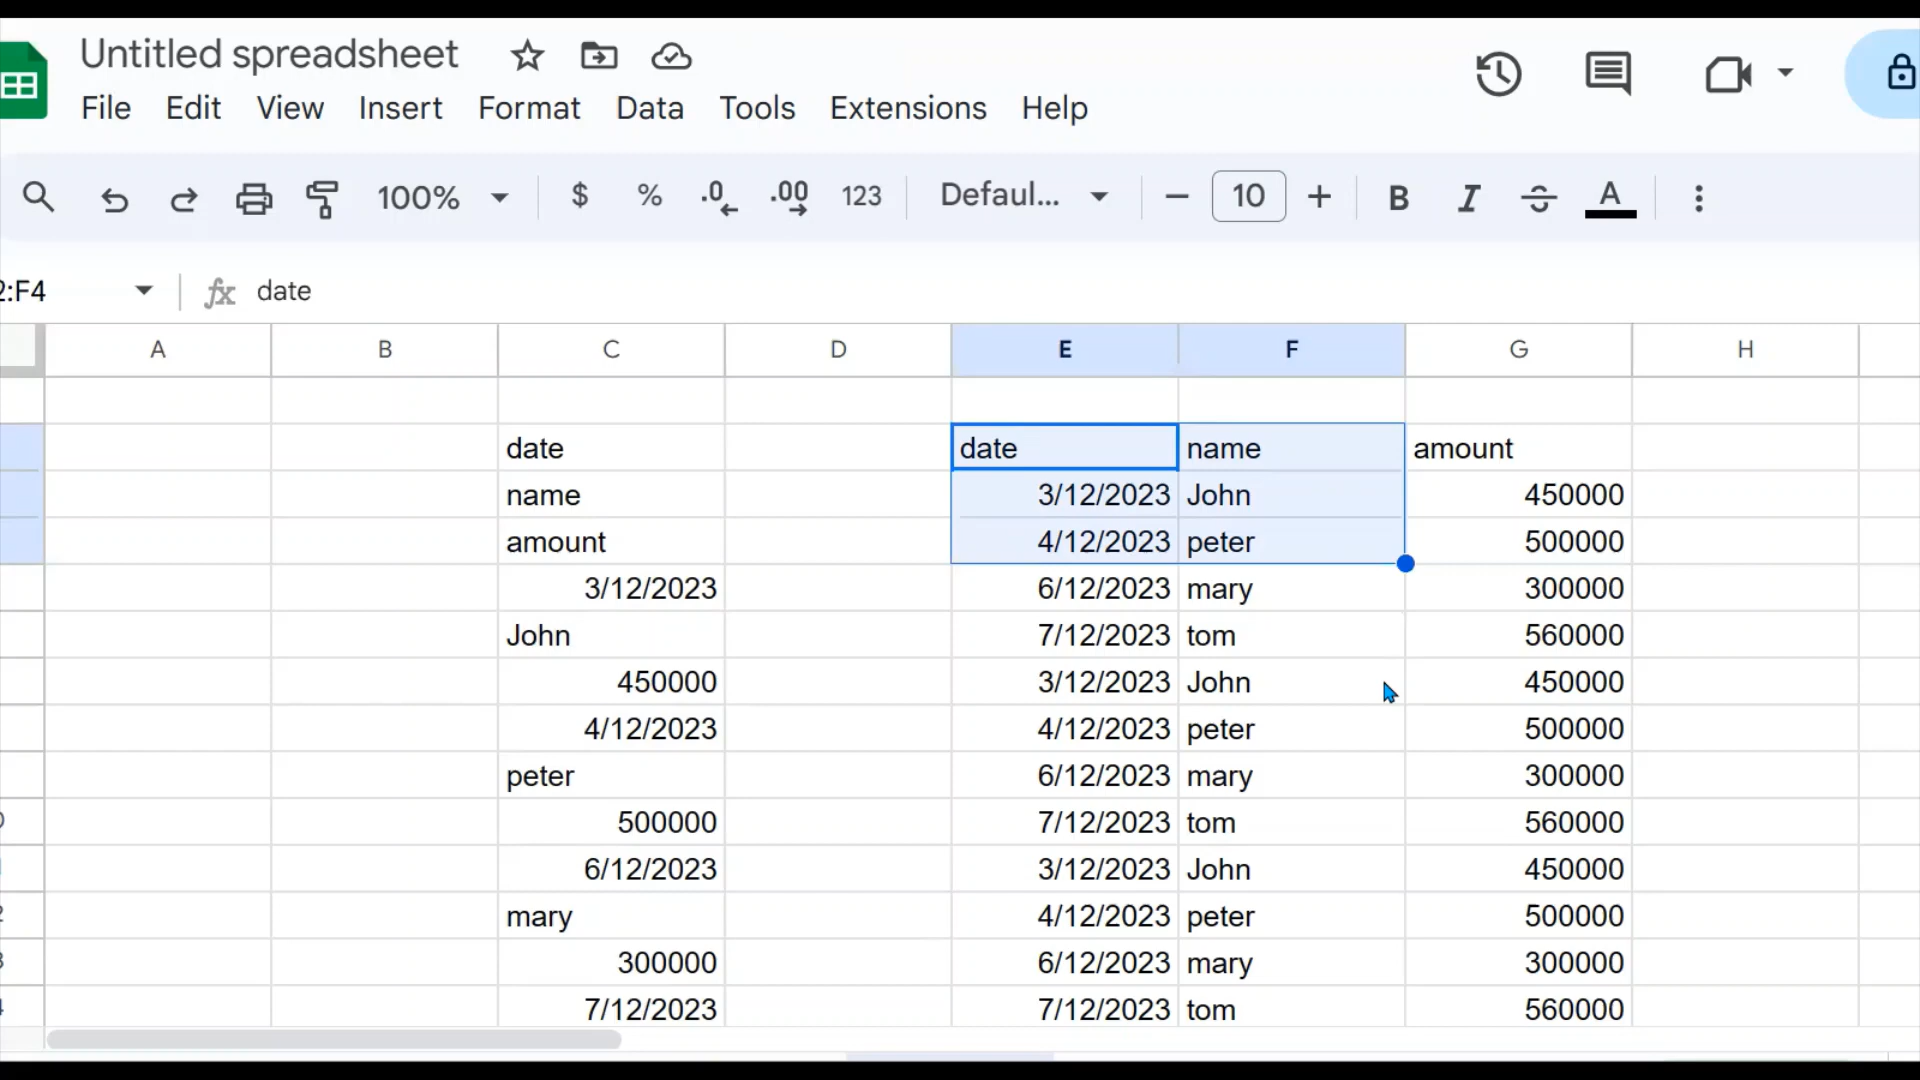 Untitled spreadsheet
File Edit View Insert Format Data Tools Extensions Help
100% $ % .0 .00 123 Defaul... 10 B I S A
:F4 fx date
A B C D E F G H
date date name amount
name 3/12/2023 John 450000
amount 4/12/2023 peter 500000
3/12/2023 6/12/2023 mary 300000
John 7/12/2023 tom 560000
450000 3/12/2023 John 450000
4/12/2023 4/12/2023 peter 500000
peter 6/12/2023 mary 300000
500000 7/12/2023 tom 560000
6/12/2023 3/12/2023 John 450000
mary 4/12/2023 peter 500000
300000 6/12/2023 mary 300000
7/12/2023 7/12/2023 tom 560000